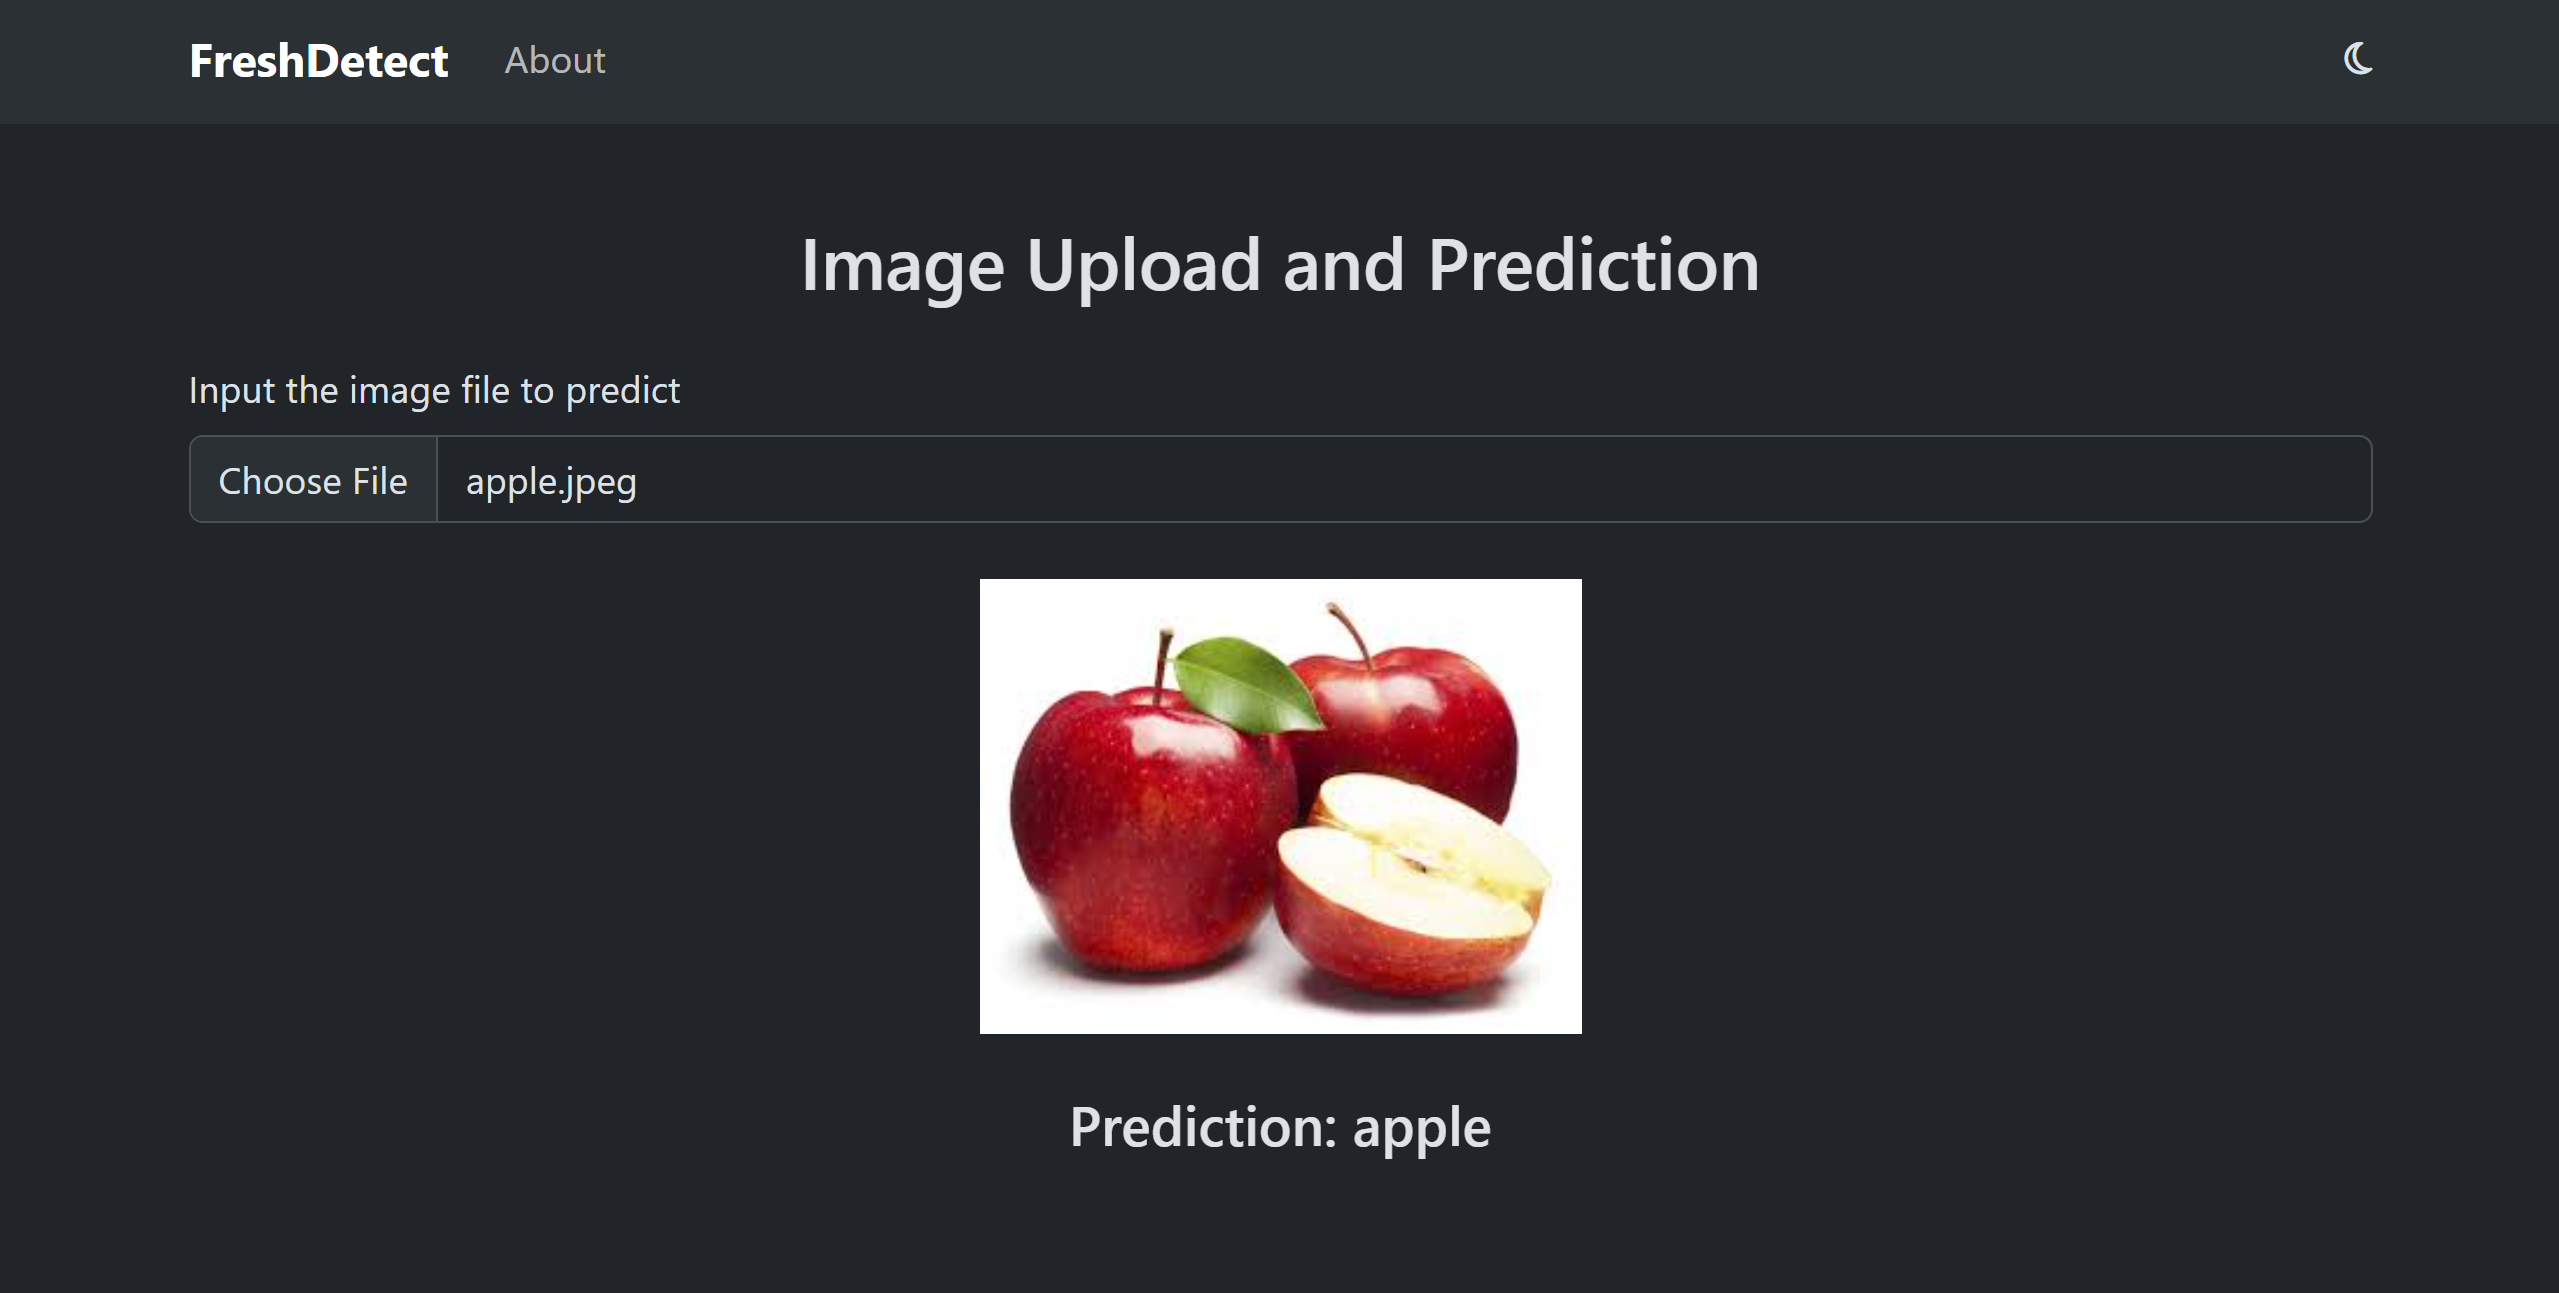 FreshDetect About
Image Upload and Prediction
Input the image file to predict
Choose File apple.jpeg
Prediction: apple